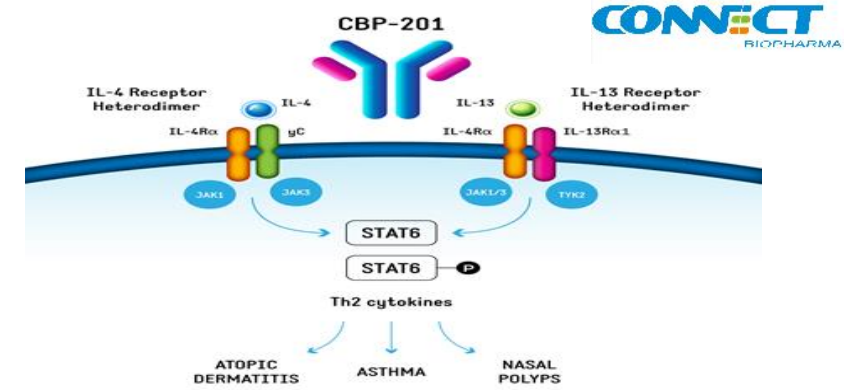 CBP-201
CONNECT
BIOPHARMA
IL-4 Receptor
Heterodimer
IL-4
IL-13
IL-13 Receptor
Heterodimer
IL-4Rα
yC
IL-4Rα
IL-13Rα1
JAK1
JAK3
JAK1/3
TYK2
STAT6
STAT6
P
Th2 cytokines
ATOPIC
DERMATITIS
ASTHMA
NASAL
POLYPS